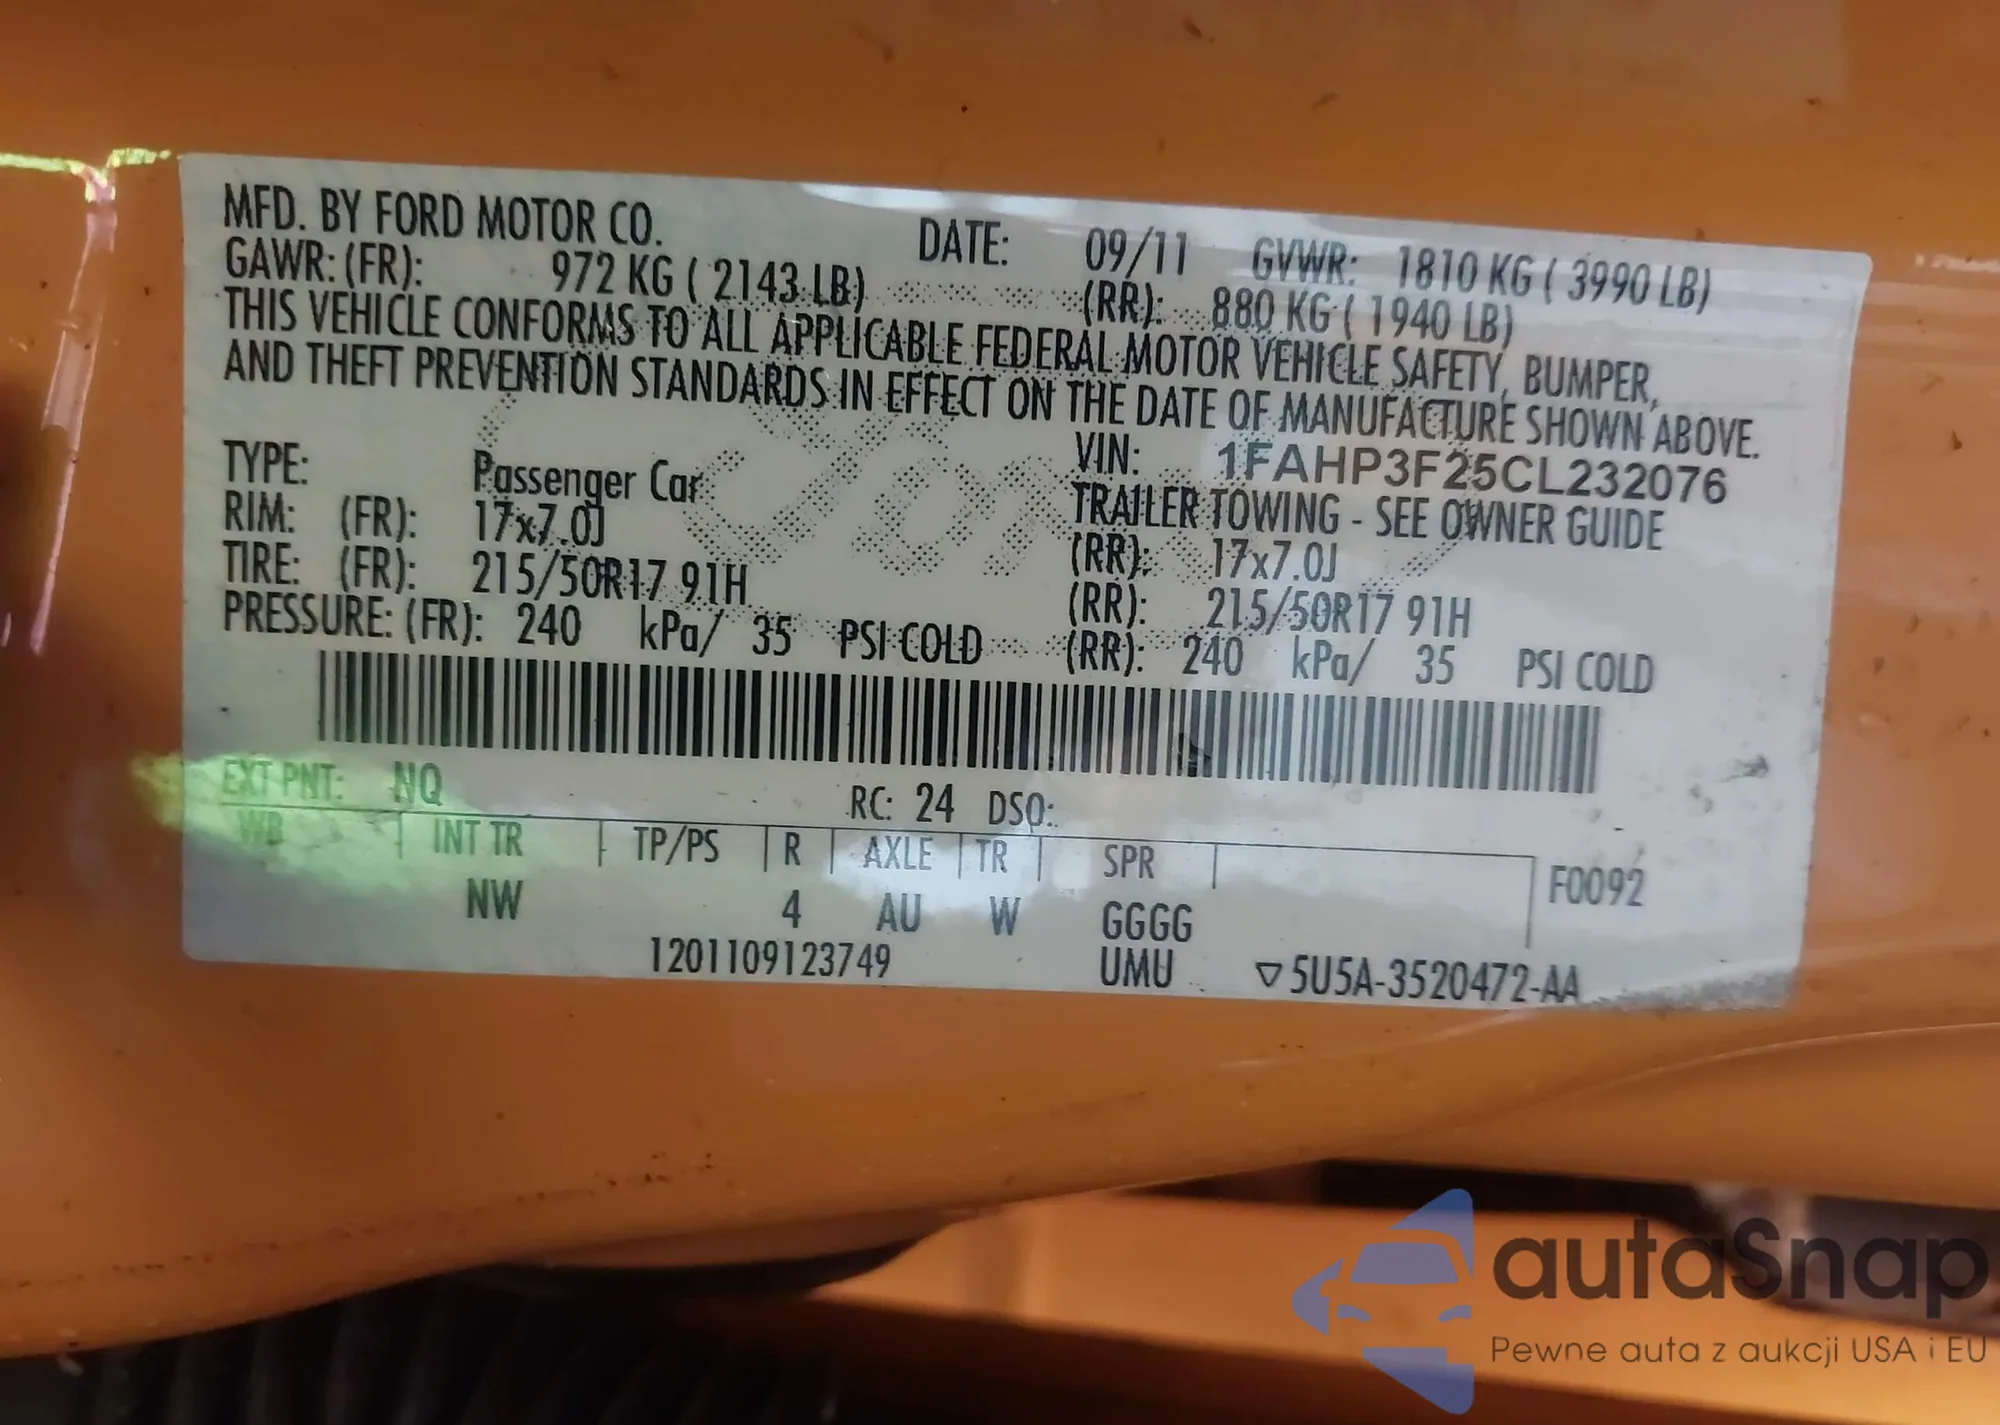 MFD. BY FORD MOTOR CO. DATE: 09/11 GVWR: 1810 KG ( 3990 LB)
GAWR: (FR): 972 KG ( 2143 LB) (RR): 880 KG ( 1940 LB)
THIS VEHICLE CONFORMS TO ALL APPLICABLE FEDERAL MOTOR VEHICLE SAFETY, BUMPER,
AND THEFT PREVENTION STANDARDS IN EFFECT ON THE DATE OF MANUFACTURE SHOWN ABOVE.
VIN: 1FAHP3F25CL232076
TYPE: Passenger Car TRAILER TOWING - SEE OWNER GUIDE
RIM: (FR): 17x7.0J (RR): 17x7.0J
TIRE: (FR): 215/50R17 91H (RR): 215/50R17 91H
PRESSURE: (FR): 240 kPa/ 35 PSI COLD (RR): 240 kPa/ 35 PSI COLD
EXT PNT: NQ RC: 24 DSO:
WB INT TR TP/PS R AXLE TR SPR F0092
NW 4 AU W GGGG
1201109123749 UMU ▽5U5A-3520472-AA
autaSnap
Pewne auta z aukcji USA i EU